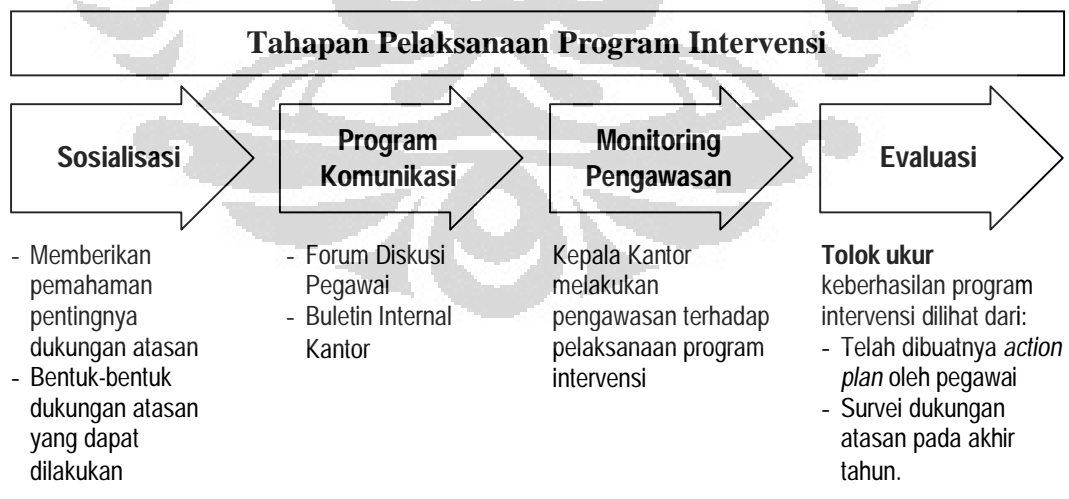 Tahapan Pelaksanaan Program Intervensi
Sosialisasi
- Memberikan
pemahaman
pentingnya
dukungan atasan
- Bentuk-bentuk
dukungan atasan
yang dapat
dilakukan
Program
Komunikasi
- Forum Diskusi
Pegawai
- Buletin Internal
Kantor
Monitoring
Pengawasan
Kepala Kantor
melakukan
pengawasan terhadap
pelaksanaan program
intervensi
Evaluasi
Tolok ukur
keberhasilan program
intervensi dilihat dari:
- Telah dibuatnya action
plan oleh pegawai
- Survei dukungan
atasan pada akhir
tahun.